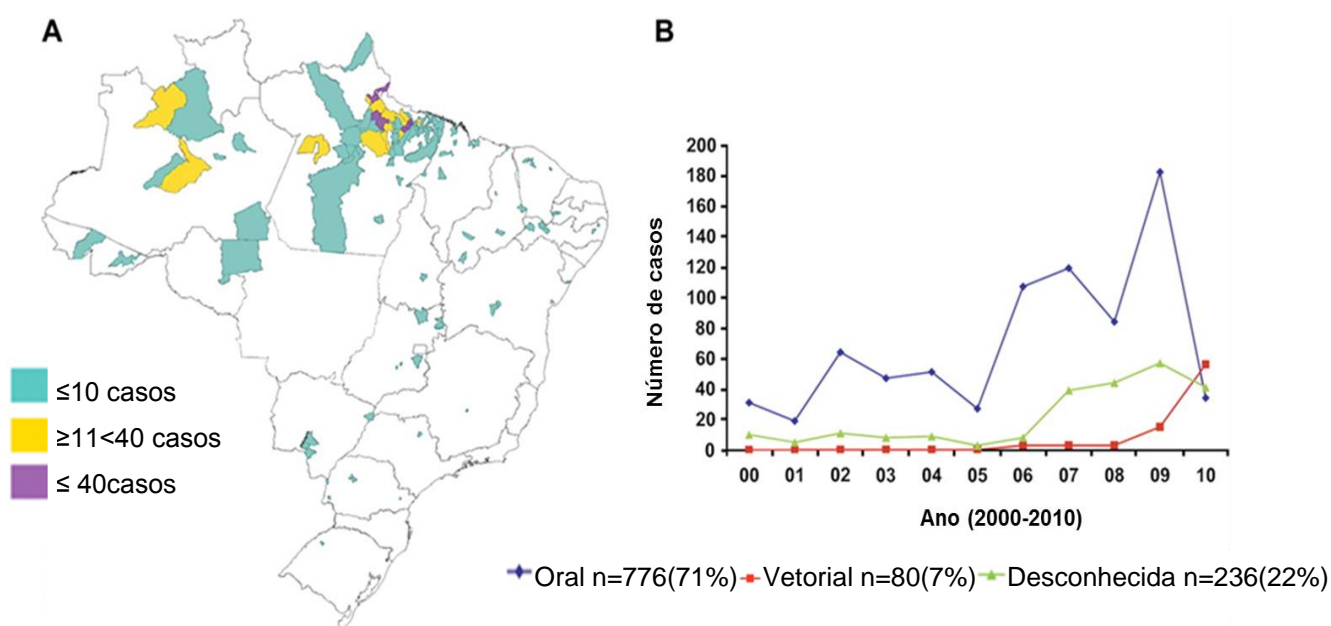 A
≤10 casos
≥11<40 casos
≤ 40casos
B
Número de casos
200
180
160
140
120
100
80
60
40
20
0
00 01 02 03 04 05 06 07 08 09 10
Ano (2000-2010)
Oral n=776(71%) Vetorial n=80(7%) Desconhecida n=236(22%)